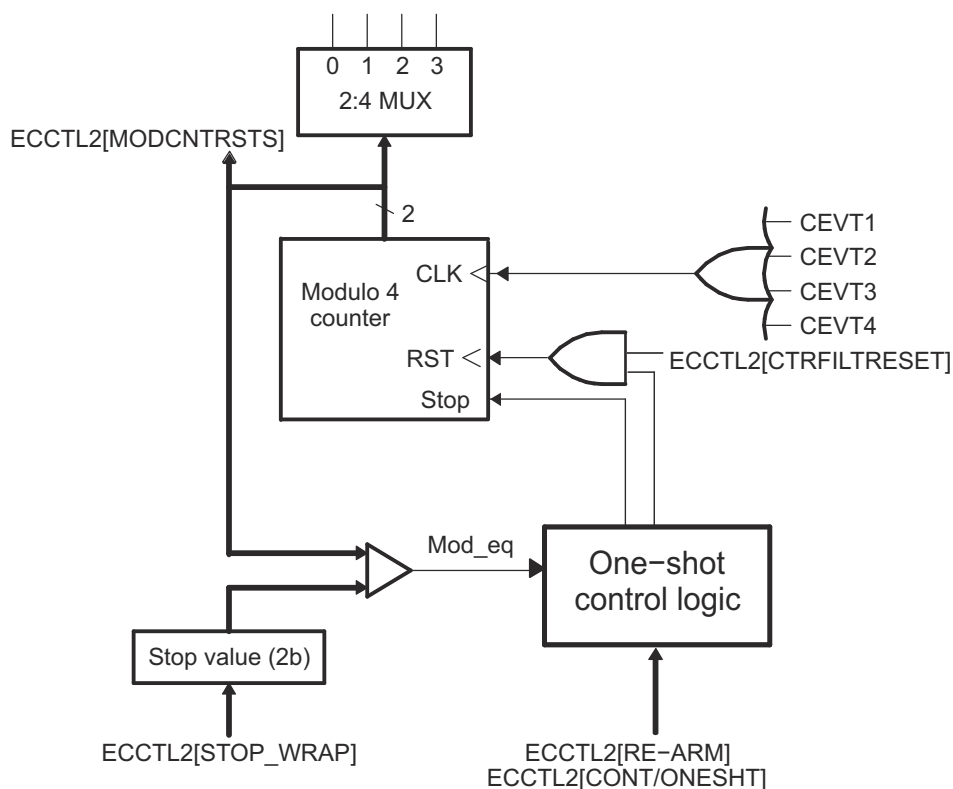 0 1 2 3
2:4 MUX
ECCTL2[MODCNTRSTS]
2
CEVT1
CEVT2
CEVT3
CEVT4
CLK
Modulo 4
counter
RST
ECCTL2[CTRFILTRESET]
Stop
Mod_eq
One−shot
control logic
Stop value (2b)
ECCTL2[STOP_WRAP]
ECCTL2[RE−ARM]
ECCTL2[CONT/ONESHT]